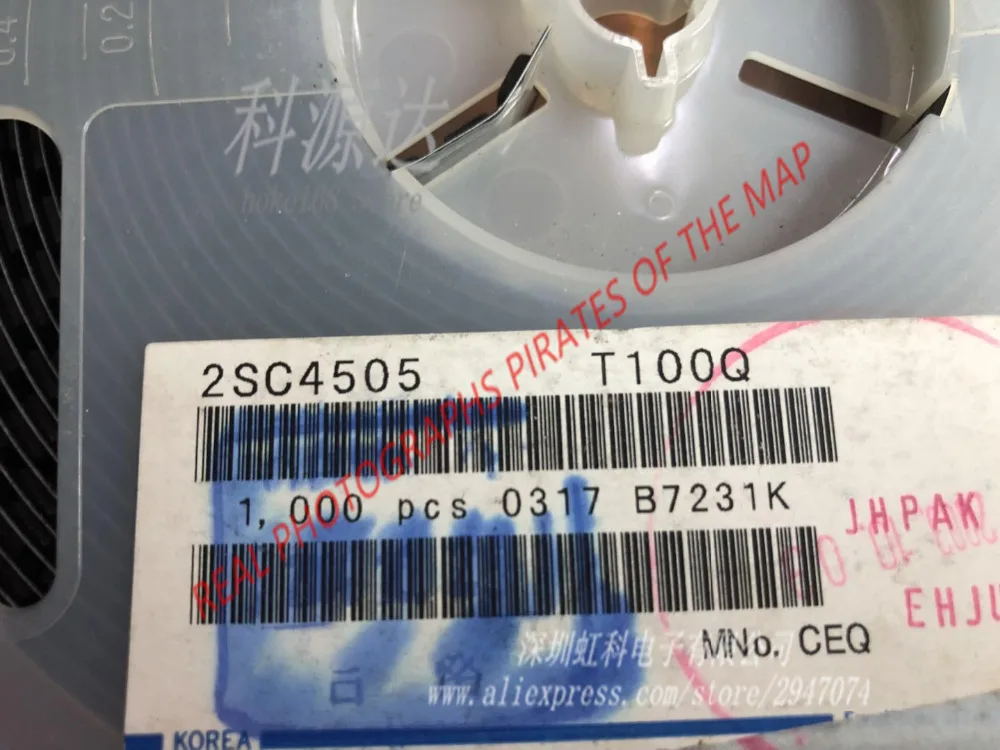 0.4
0.2
科源达
REAL PHOTOGRAPHS PIRATES OF THE MAP
2SC4505 T100Q
1,000 pcs 0317 B7231K
JHPAK
EHJU
MNo. CEQ
深圳虹科电子有限公司
www.aliexpress.com/store/2947074
KOREA